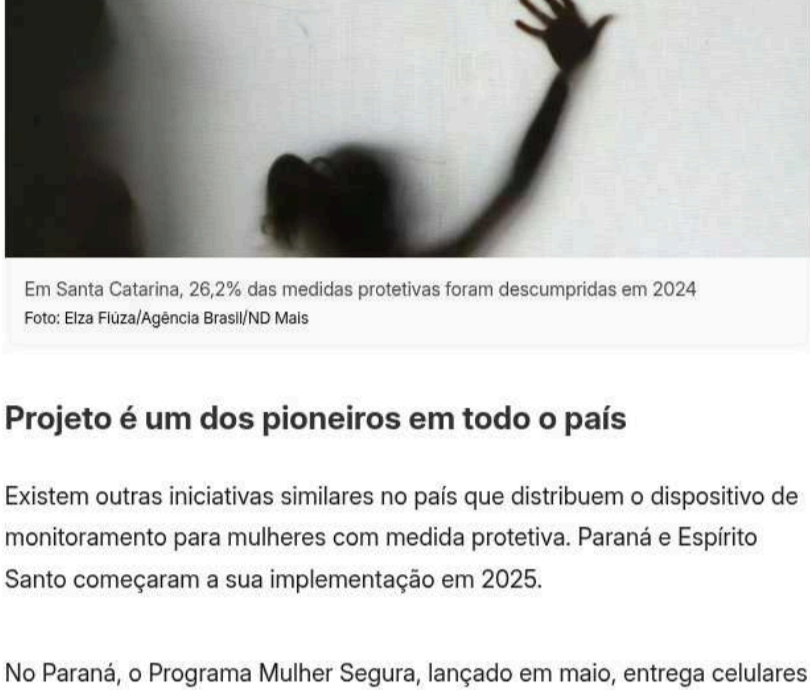 Em Santa Catarina, 26,2% das medidas protetivas foram descumpridas em 2024
Foto: Elza Fiúza/Agência Brasil/ND Mais
Projeto é um dos pioneiros em todo o país
Existem outras iniciativas similares no país que distribuem o dispositivo de
monitoramento para mulheres com medida protetiva. Paraná e Espírito
Santo começaram a sua implementação em 2025.
No Paraná, o Programa Mulher Segura, lançado em maio, entrega celulares